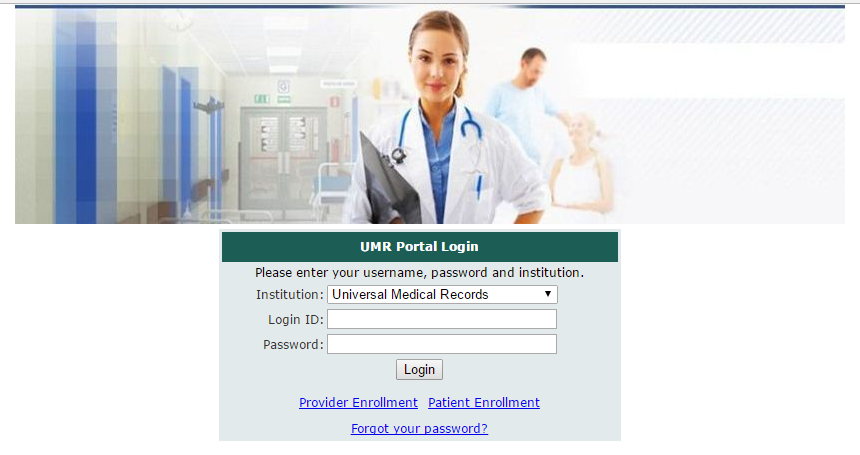 UMR Portal Login
Please enter your username, password and institution.
Institution: Universal Medical Records
Login ID:
Password:
Login
Provider Enrollment Patient Enrollment
Forgot your password?